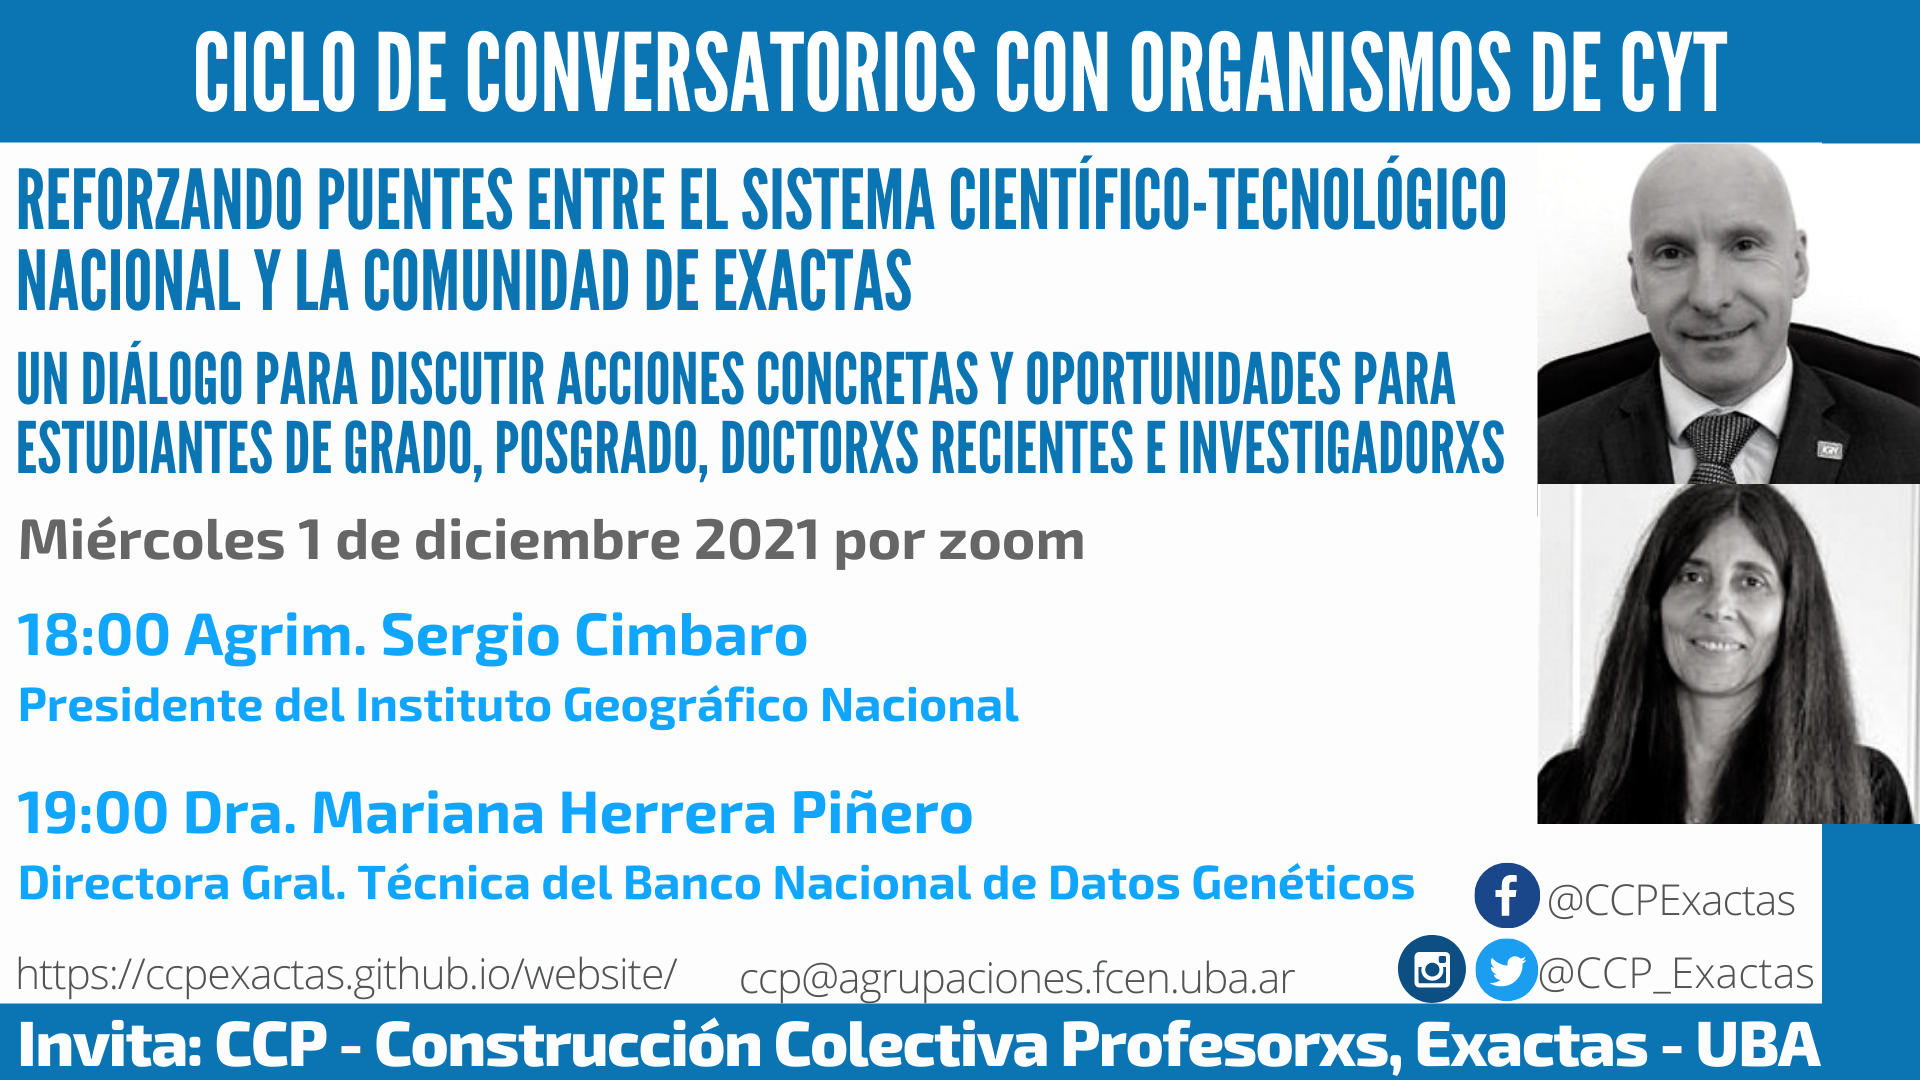 CICLO DE CONVERSATORIOS CON ORGANISMOS DE CYT
REFORZANDO PUENTES ENTRE EL SISTEMA CIENTÍFICO-TECNOLÓGICO
NACIONAL Y LA COMUNIDAD DE EXACTAS
UN DIÁLOGO PARA DISCUTIR ACCIONES CONCRETAS Y OPORTUNIDADES PARA
ESTUDIANTES DE GRADO, POSGRADO, DOCTORXS RECIENTES E INVESTIGADORXS
Miércoles 1 de diciembre 2021 por zoom
18:00 Agrim. Sergio Cimbaro
Presidente del Instituto Geográfico Nacional
19:00 Dra. Mariana Herrera Piñero
Directora Gral. Técnica del Banco Nacional de Datos Genéticos
@CCPExactas
https://ccpexactas.github.io/website/
ccp@agrupaciones.fcen.uba.ar
@CCP_Exactas
Invita: CCP - Construcción Colectiva Profesorxs, Exactas - UBA
IGN